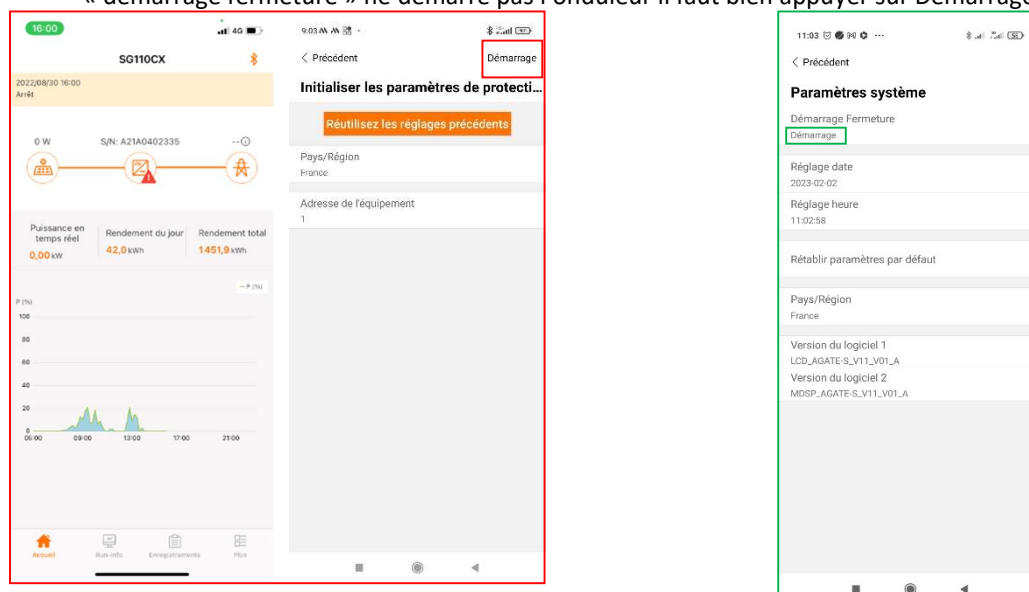 « démarrage fermeture » ne démarre pas l'onduleur il faut bien appuyer sur Démarrage
16:00
4G
SG110CX
2022/08/30 16:00
Arrêt
0 W
S/N: A21A0402335
--
Puissance en
temps réel
0,00 kW
Rendement du jour
42,0 kWh
Rendement total
1451,9 kWh
P (%)
P (%)
100
80
60
40
20
0
05:00 09:00 13:00 17:00 21:00
Accueil
Run-info
Enregistrements
Plus
9:03
Précédent
Démarrage
Initialiser les paramètres de protecti...
Réutilisez les réglages précédents
Pays/Région
France
Adresse de l'équipement
1
11:03
Précédent
Paramètres système
Démarrage Fermeture
Démarrage
Réglage date
2023-02-02
Réglage heure
11:02:58
Rétablir paramètres par défaut
Pays/Région
France
Version du logiciel 1
LCD_AGATE-S_V11_V01_A
Version du logiciel 2
MDSP_AGATE-S_V11_V01_A